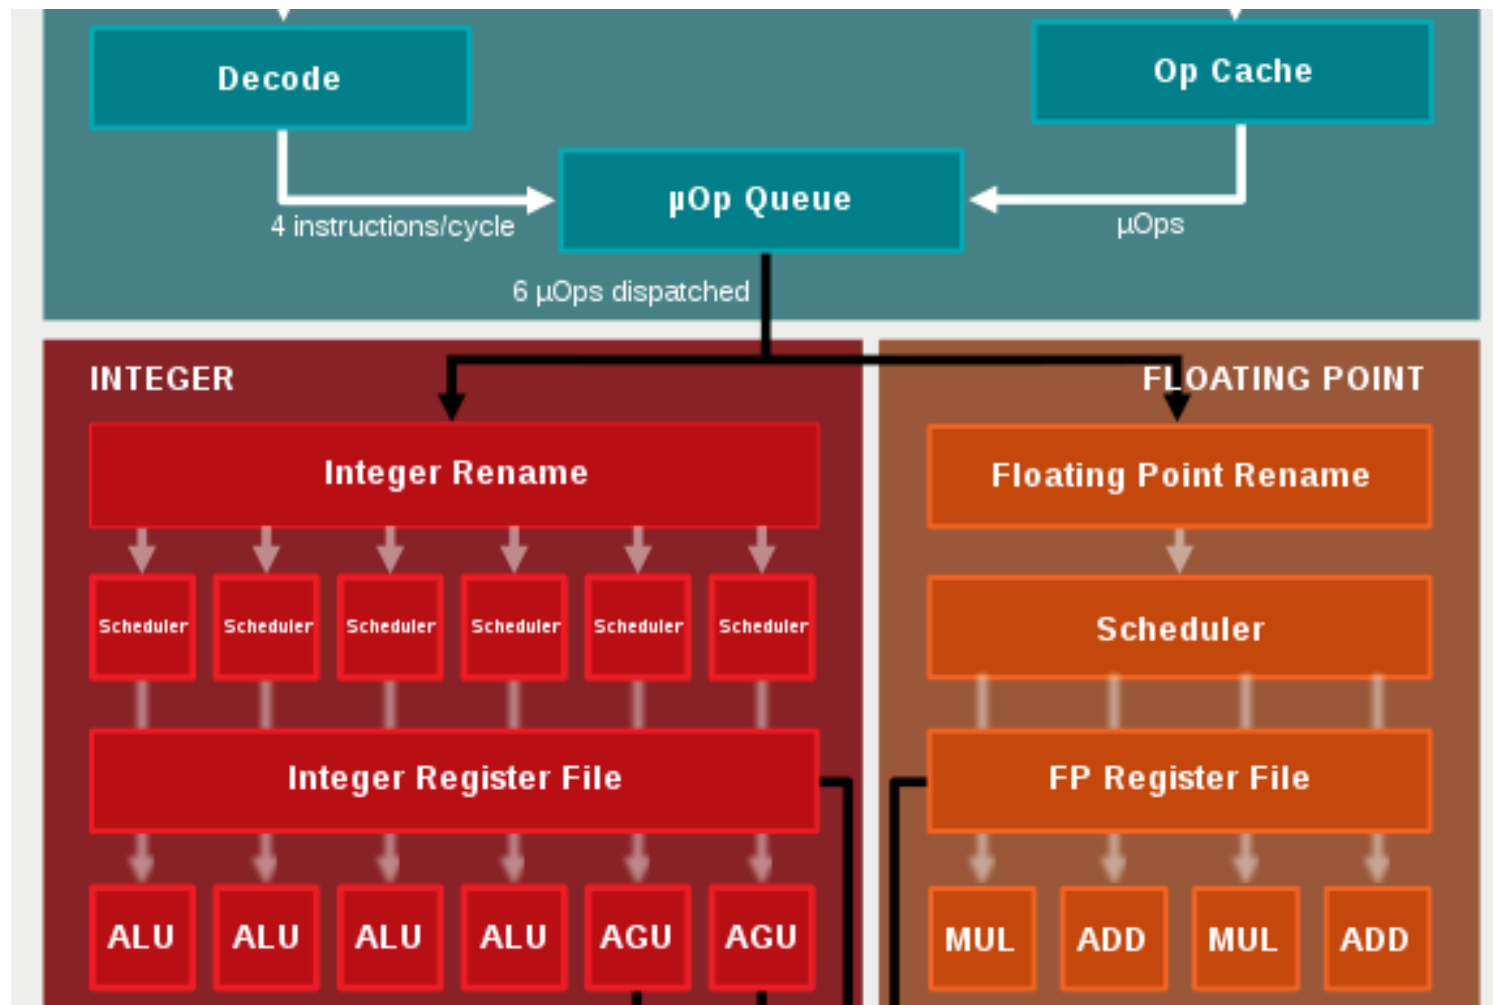 Decode
Op Cache
µOp Queue
4 instructions/cycle
µOps
6 µOps dispatched
INTEGER
FLOATING POINT
Integer Rename
Floating Point Rename
Scheduler
Scheduler
Scheduler
Scheduler
Scheduler
Scheduler
Scheduler
Integer Register File
FP Register File
ALU
ALU
ALU
ALU
AGU
AGU
MUL
ADD
MUL
ADD